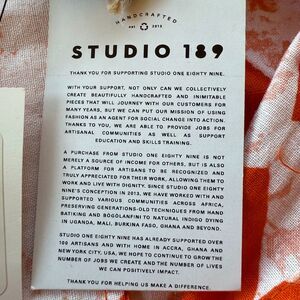 HANDCRAFTED
EST. 2013
STUDIO 189
THANK YOU FOR SUPPORTING STUDIO ONE EIGHTY NINE.
WITH YOUR SUPPORT, NOT ONLY CAN WE COLLECTIVELY
CREATE BEAUTIFULLY HANDCRAFTED AND INIMITABLE
PIECES THAT WILL JOURNEY WITH OUR CUSTOMERS FOR
MANY YEARS, BUT WE CAN PUT OUR MISSION OF USING
FASHION AS AN AGENT FOR SOCIAL CHANGE INTO ACTION.
THANKS TO YOU, WE ARE ABLE TO PROVIDE JOBS FOR
ARTISANAL COMMUNITIES AS WELL AS SUPPORT
EDUCATION AND SKILLS TRAINING.
A PURCHASE FROM STUDIO ONE EIGHTY NINE IS NOT
MERELY A SOURCE OF INCOME FOR OTHERS, BUT IS ALSO
A PLATFORM FOR ARTISANS TO BE RECOGNIZED AND
TRULY APPRECIATED FOR THEIR WORK, ALLOWING THEM TO
WORK AND LIVE WITH DIGNITY. SINCE STUDIO ONE EIGHTY
NINE'S CONCEPTION IN 2013, WE HAVE WORKED WITH AND
SUPPORTED VARIOUS COMMUNITIES ACROSS AFRICA,
PRESERVING GENERATIONS-OLD TECHNIQUES FROM HAND
BATIKING AND BOGOLANFINI TO NATURAL INDIGO DYING
IN UGANDA, MALI, BURKINA FASO, GHANA AND BEYOND.
STUDIO ONE EIGHTY NINE HAS ALREADY SUPPORTED OVER
100 ARTISANS AND WITH HOME IN ACCRA, GHANA AND
NEW YORK CITY, USA, WE HOPE TO CONTINUE TO GROW THE
NUMBER OF JOBS WE CREATE AND THE NUMBER OF LIVES
WE CAN POSITIVELY IMPACT.
THANK YOU FOR HELPING US MAKE A DIFFERENCE